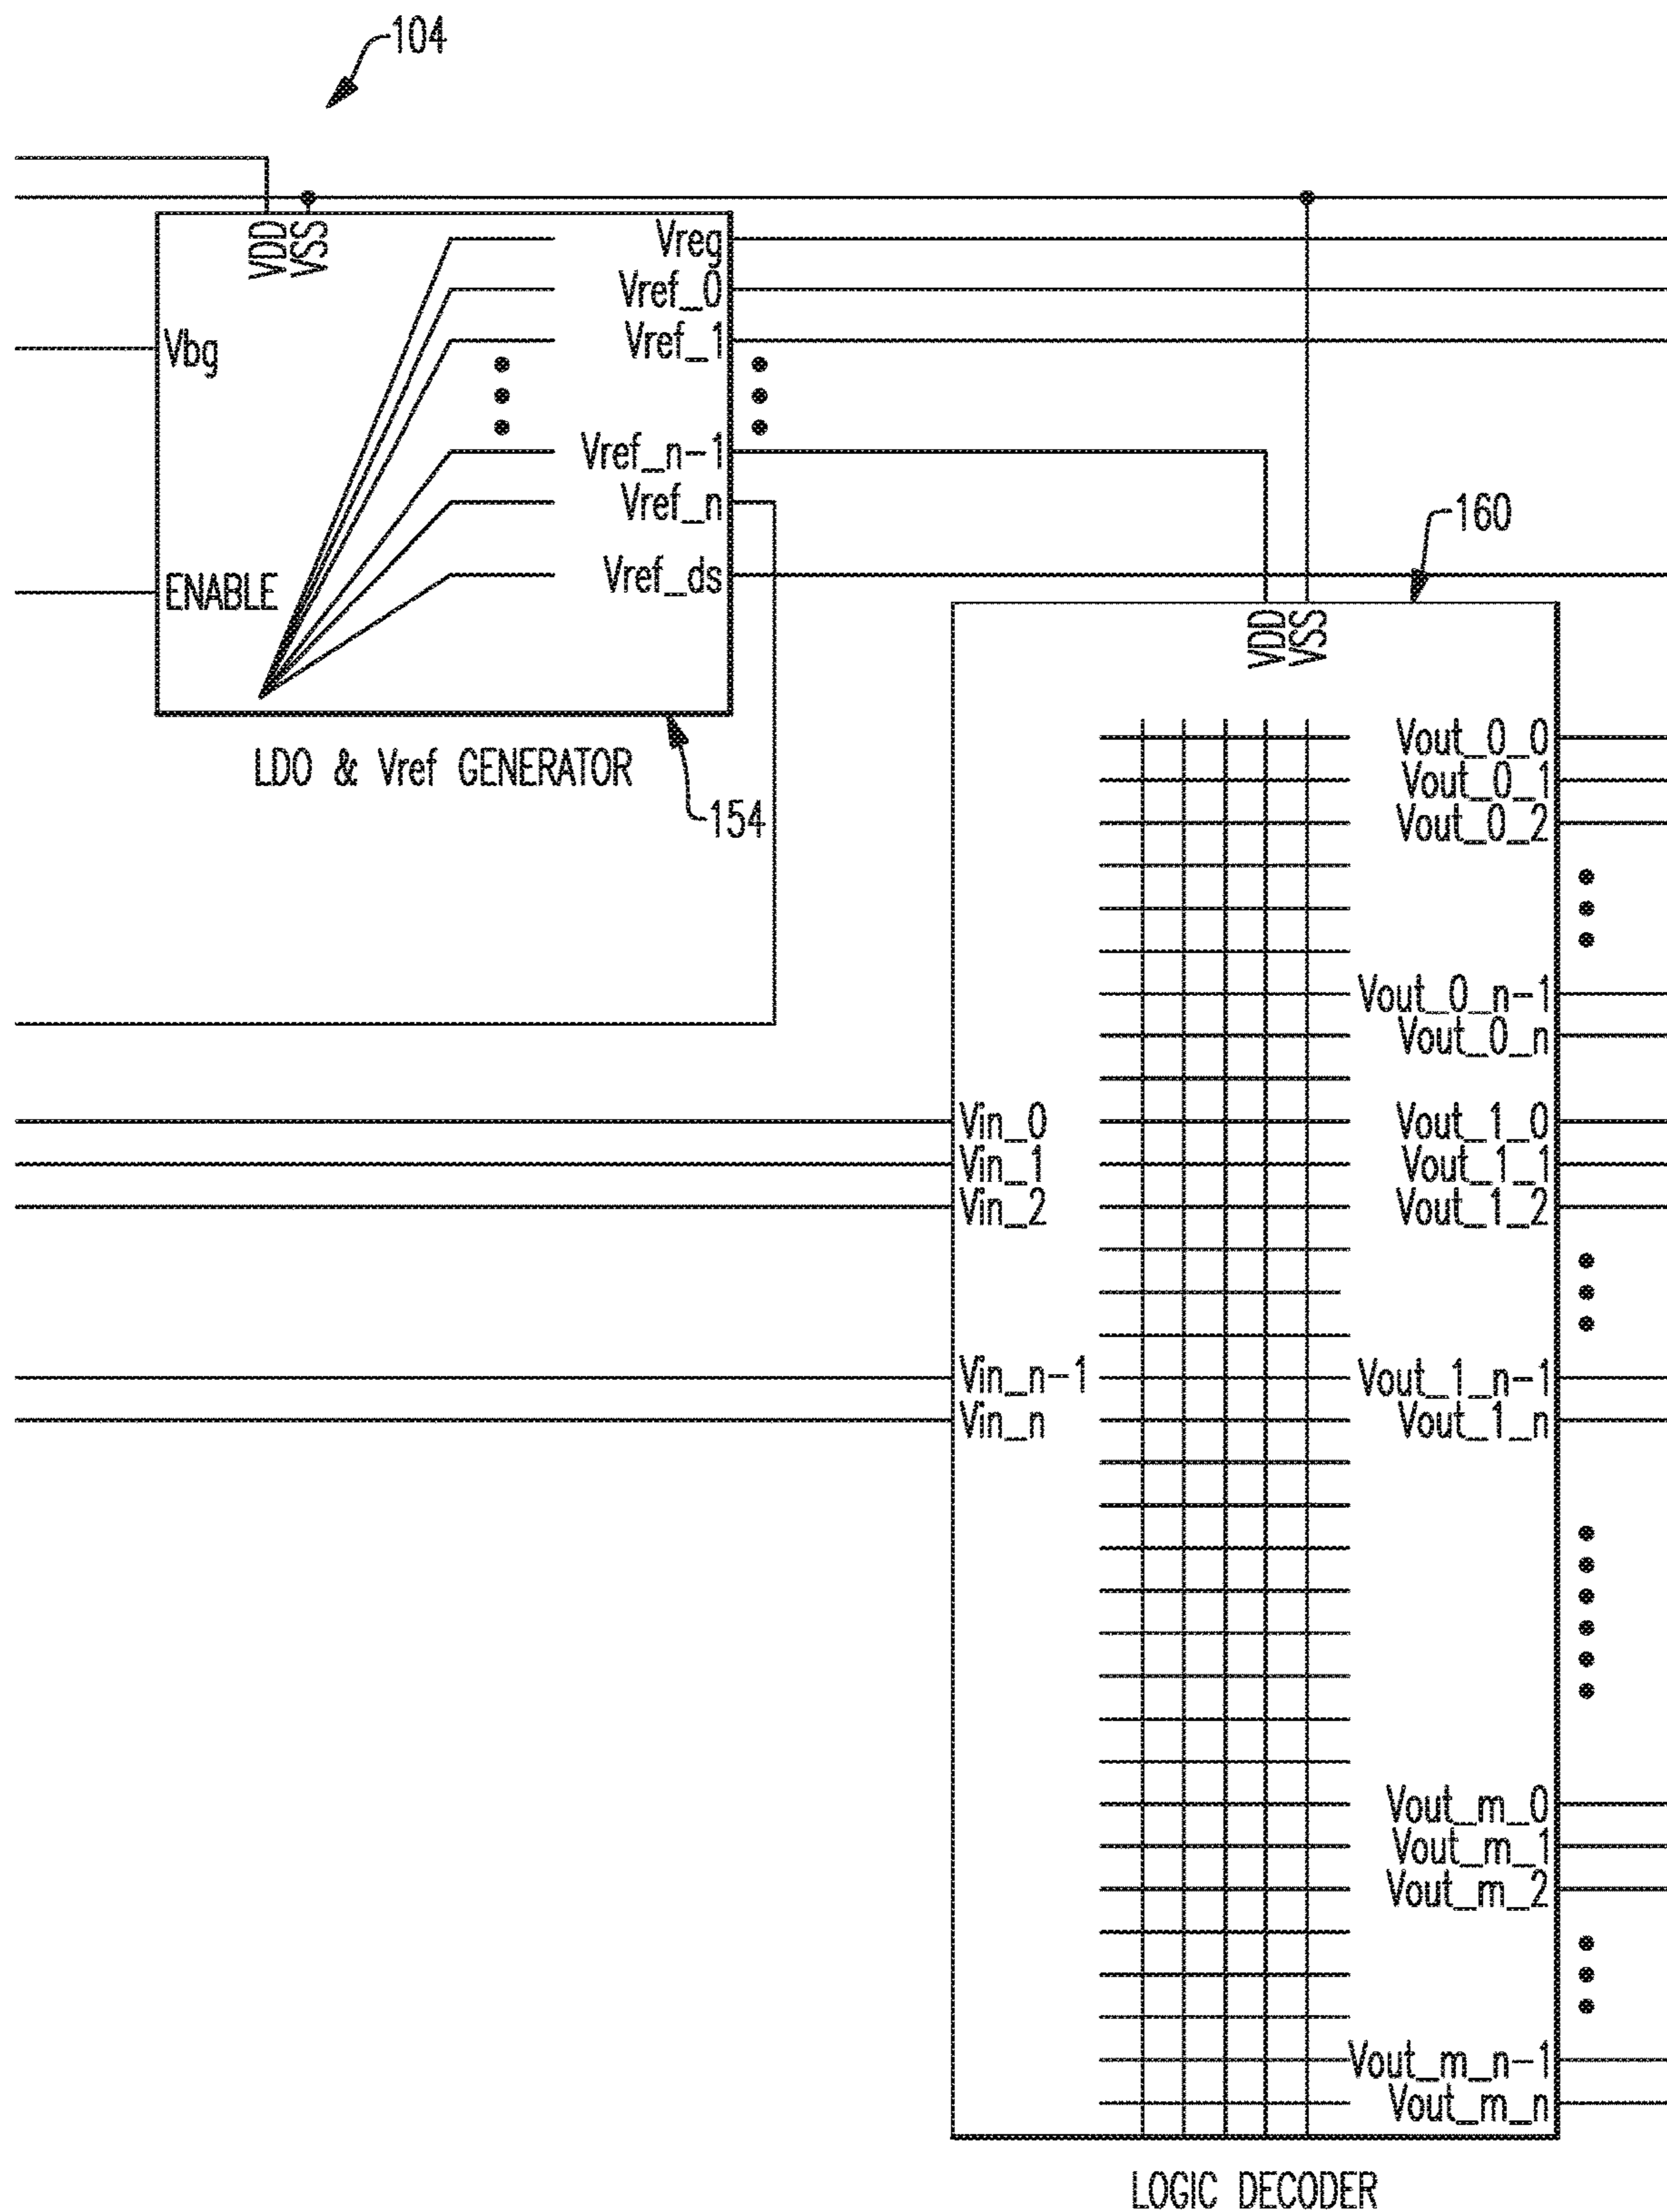 104
VDD
VSS
Vreg
Vref_0
Vref_1
Vbg
Vref_n-1
Vref_n
Vref_ds
ENABLE
LDO & Vref GENERATOR
154
160
VDD
VSS
Vout_0_0
Vout_0_1
Vout_0_2
Vout_0_n-1
Vout_0_n
Vin_0
Vout_1_0
Vin_1
Vout_1_1
Vin_2
Vout_1_2
Vin_n-1
Vout_1_n-1
Vin_n
Vout_1_n
Vout_m_0
Vout_m_1
Vout_m_2
Vout_m_n-1
Vout_m_n
LOGIC DECODER